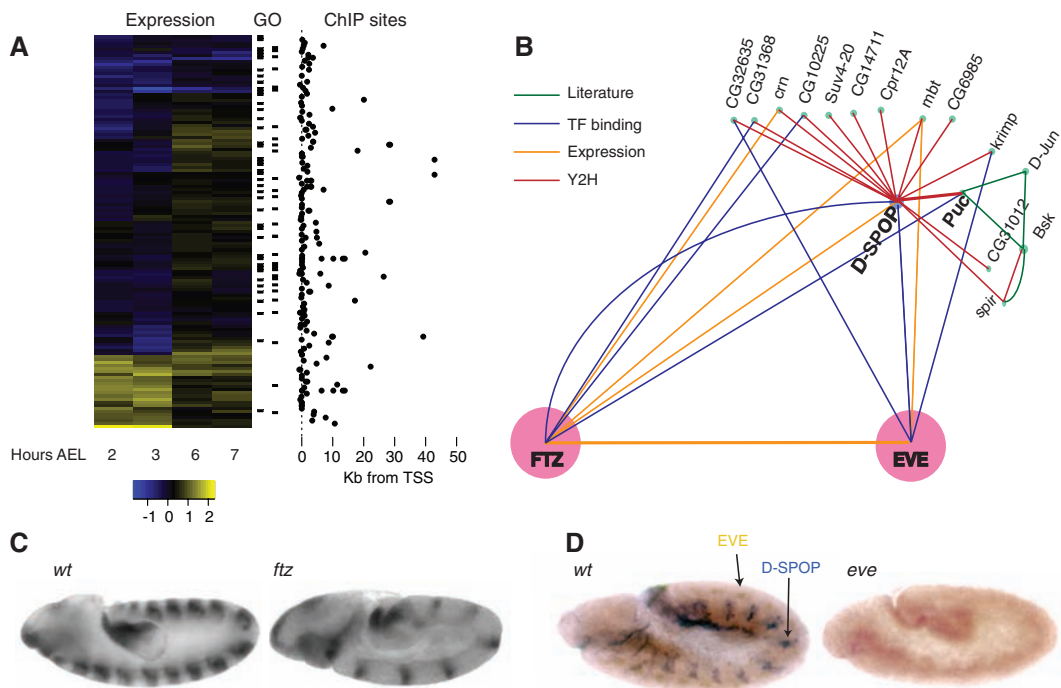 A
Expression
GO
ChIP sites
Hours AEL
2
3
6
7
-1
0
1
2
0
10
20
30
40
50
Kb from TSS
B
Literature
TF binding
Expression
Y2H
CG32635
CG31368
crn
CG10225
Suv4-20
CG14711
Cpr12A
mbt
CG6985
krimp
D-Jun
Bsk
Puc
CG31012
spir
D-SPOP
FTZ
EVE
C
wt
ftz
D
wt
EVE
D-SPOP
eve